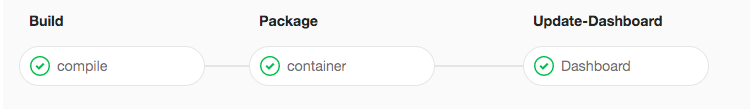 Build
Package
Update-Dashboard
compile
container
Dashboard